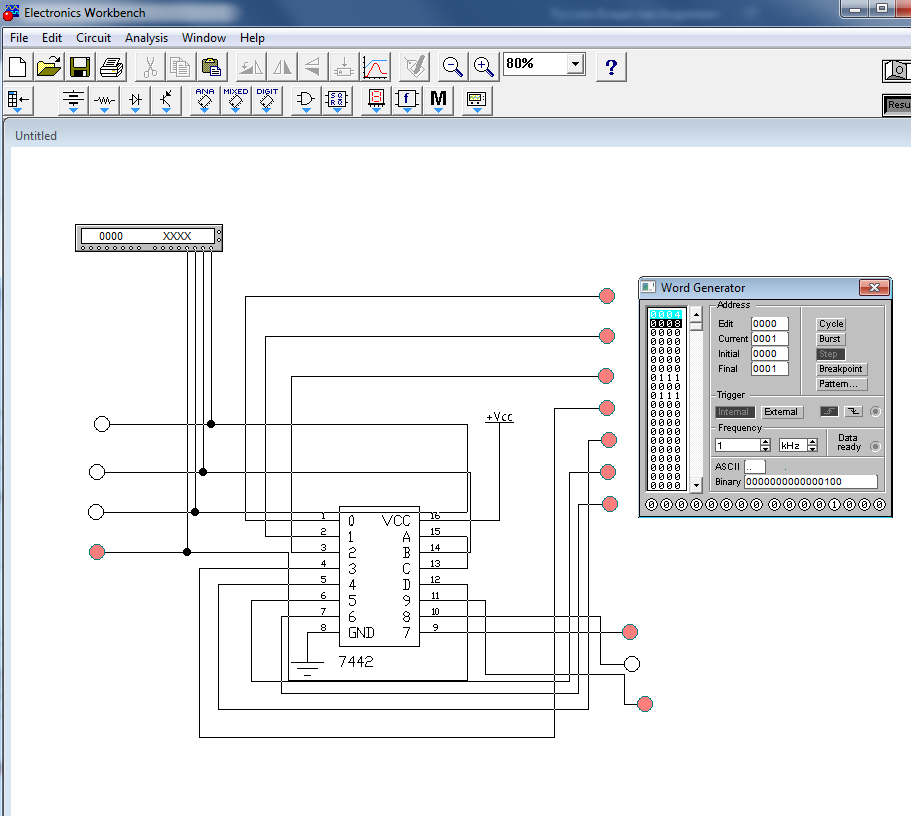 Electronics Workbench
File Edit Circuit Analysis Window Help
80%
?
ANA MIXED DIGIT
M
Resu
Untitled
0000 XXXX
Word Generator
0004
0008
0000
0000
0000
0000
0000
0111
0000
0111
0000
0000
0000
0000
0000
0000
0000
0000
0000
0000
Address
Edit 0000 Cycle
Current 0001 Burst
Initial 0000 Step
Final 0001 Breakpoint
Pattern...
Trigger
Internal External
Frequency
1 kHz Data ready
ASCII ..
Binary 0000000000000100
0 0 0 0 0 0 0 0 0 0 0 0 0 1 0 0 0
+Vcc
1 0 VCC 16
2 1 A 15
3 2 B 14
4 3 C 13
5 4 D 12
6 5 9 11
7 6 8 10
8 GND 7 9
7442